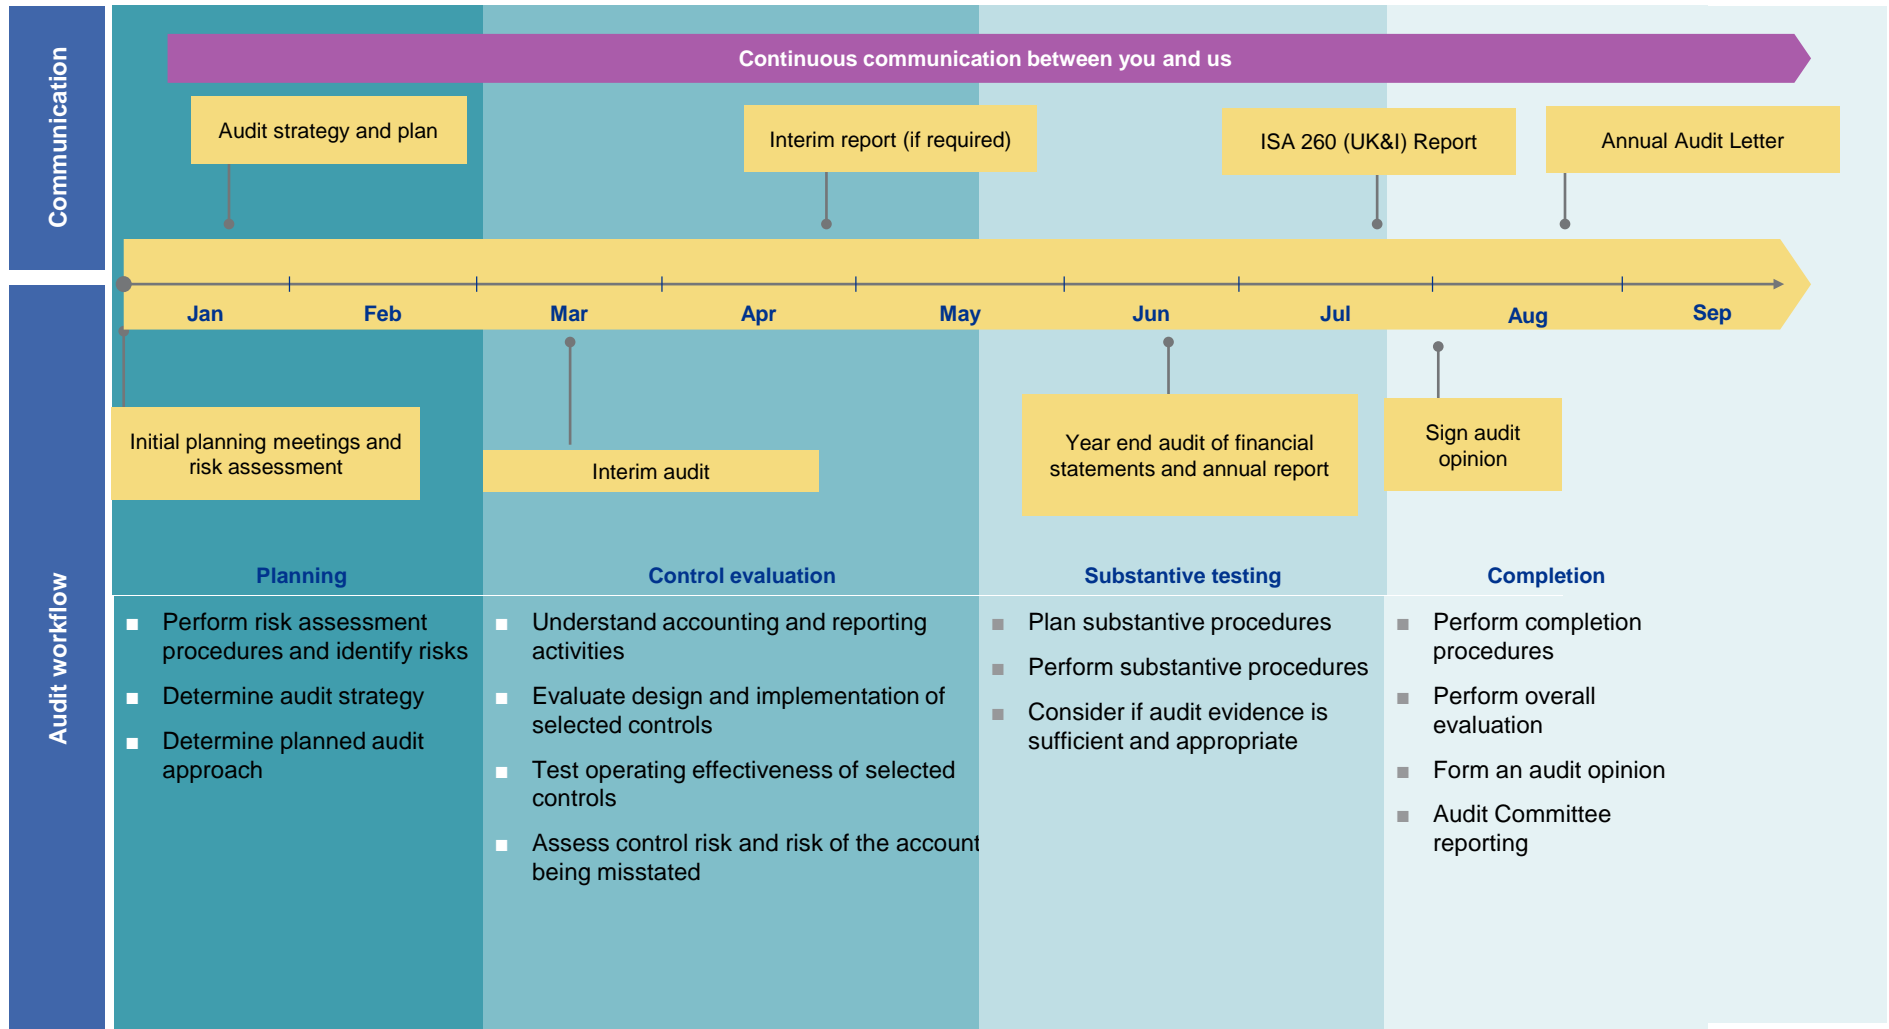 Communication
Continuous communication between you and us
Audit strategy and plan
Interim report (if required)
ISA 260 (UK&I) Report
Annual Audit Letter
Jan
Feb
Mar
Apr
May
Jun
Jul
Aug
Sep
Audit workflow
Initial planning meetings and
risk assessment
Interim audit
Year end audit of financial
statements and annual report
Sign audit
opinion
Planning
Perform risk assessment
procedures and identify risks
Determine audit strategy
Determine planned audit
approach
Control evaluation
Understand accounting and reporting
activities
Evaluate design and implementation of
selected controls
Test operating effectiveness of selected
controls
Assess control risk and risk of the account
being misstated
Substantive testing
Plan substantive procedures
Perform substantive procedures
Consider if audit evidence is
sufficient and appropriate
Completion
Perform completion
procedures
Perform overall
evaluation
Form an audit opinion
Audit Committee
reporting